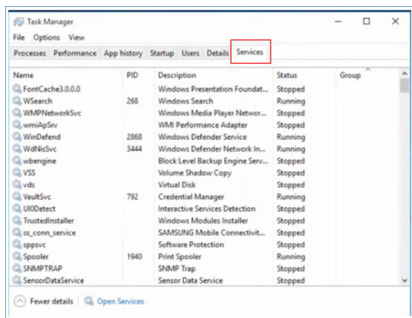 Task Manager
File Options View
Processes Performance App history Startup Users Details Services
Name PID Description Status Group
FontCache3.0.0.0 Windows Presentation Foundat... Stopped
WSearch 268 Windows Search Running
WMPNetworkSvc Windows Media Player Networ... Stopped
wmiApSrv WMI Performance Adapter Stopped
WinDefend 2868 Windows Defender Service Running
WdNisSvc 3444 Windows Defender Network In... Running
wbengine Block Level Backup Engine Serv... Stopped
VSS Volume Shadow Copy Stopped
vds Virtual Disk Stopped
VaultSvc 792 Credential Manager Running
UI0Detect Interactive Services Detection Stopped
TrustedInstaller Windows Modules Installer Stopped
ss_conn_service SAMSUNG Mobile Connectivit... Stopped
sppsvc Software Protection Stopped
Spooler 1940 Print Spooler Running
SNMPTRAP SNMP Trap Stopped
SensorDataService Sensor Data Service Stopped
Fewer details Open Services